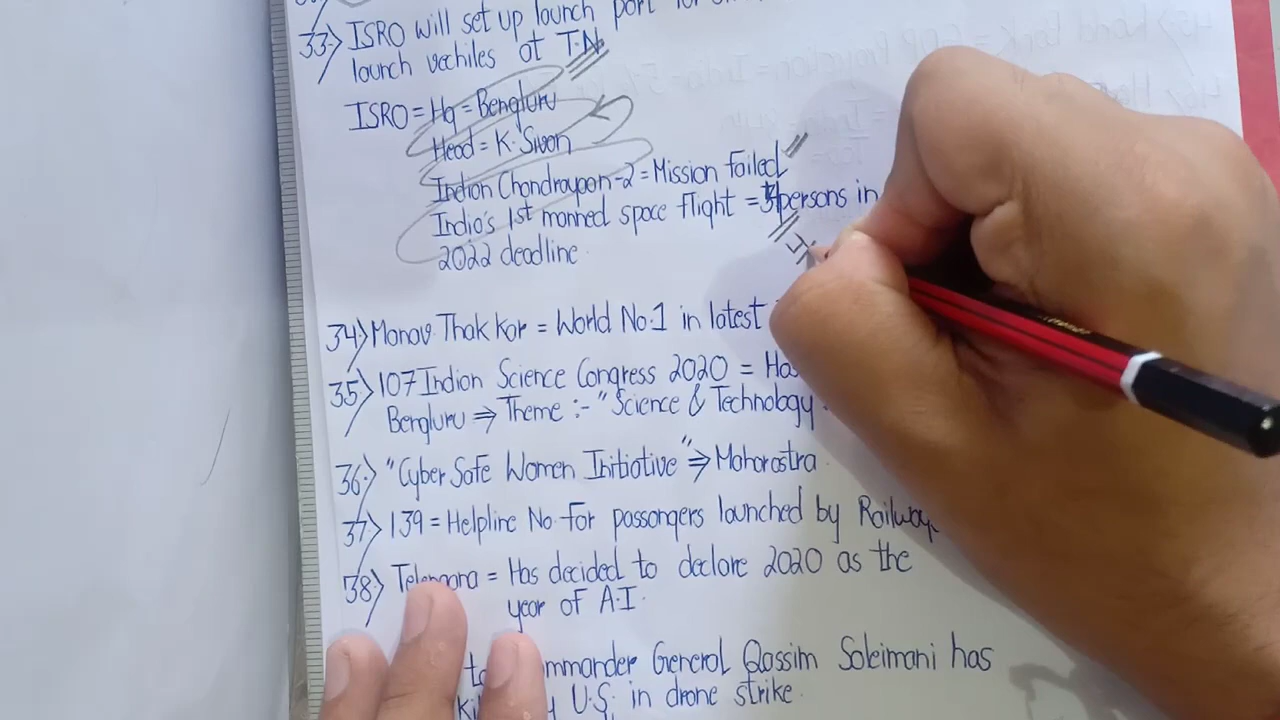 33) ISRO will set up launch port for
launch vechiles at T.N
ISRO = Hq = Bengluru
Head = K. Sivan
Indian Chandrayaan-2 = Mission failed
India's 1st manned space flight = persons in
2022 deadline
34) Manav Thakkar = World No.1 in latest
35) 107 Indian Science Congress 2020 =
Bengluru ⇒ Theme :- "Science & Technology
36) "Cyber Safe Women Initiative" ⇒ Maharastra
37) 139 = Helpline No. for passangers launched by Railways
38) Telengana = Has decided to declare 2020 as the
year of A.I.
General Qassim Soleimani has
U.S. in drone strike